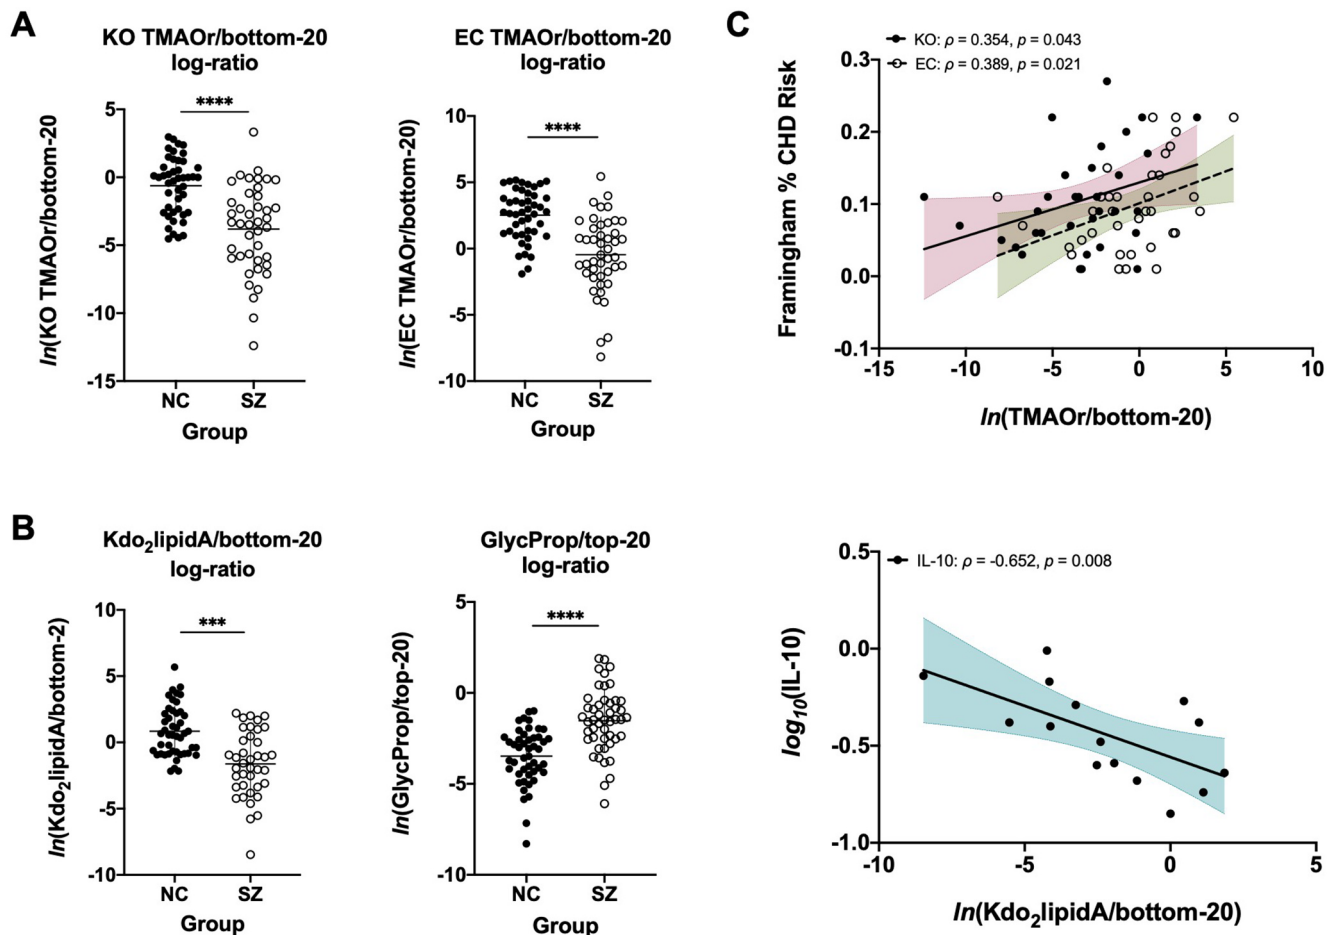 A
KO TMAOr/bottom-20
log-ratio
ln(KO TMAOr/bottom-20
5
0
-5
-10
-15
****
NC
SZ
Group
EC TMAOr/bottom-20
log-ratio
ln(EC TMAOr/bottom-20)
10
5
0
-5
-10
****
NC
SZ
Group
C
KO: ρ = 0.354, p = 0.043
EC: ρ = 0.389, p = 0.021
Framingham % CHD Risk
0.3
0.2
0.1
0.0
-0.1
-15
-10
-5
0
5
10
ln(TMAOr/bottom-20)
B
Kdo₂lipidA/bottom-20
log-ratio
ln(Kdo₂lipidA/bottom-2)
10
5
0
-5
-10
***
NC
SZ
Group
GlycProp/top-20
log-ratio
ln(GlycProp/top-20)
5
0
-5
-10
****
NC
SZ
Group
IL-10: ρ = -0.652, p = 0.008
log₁₀(IL-10)
0.5
0.0
-0.5
-1.0
-10
-5
0
5
ln(Kdo₂lipidA/bottom-20)